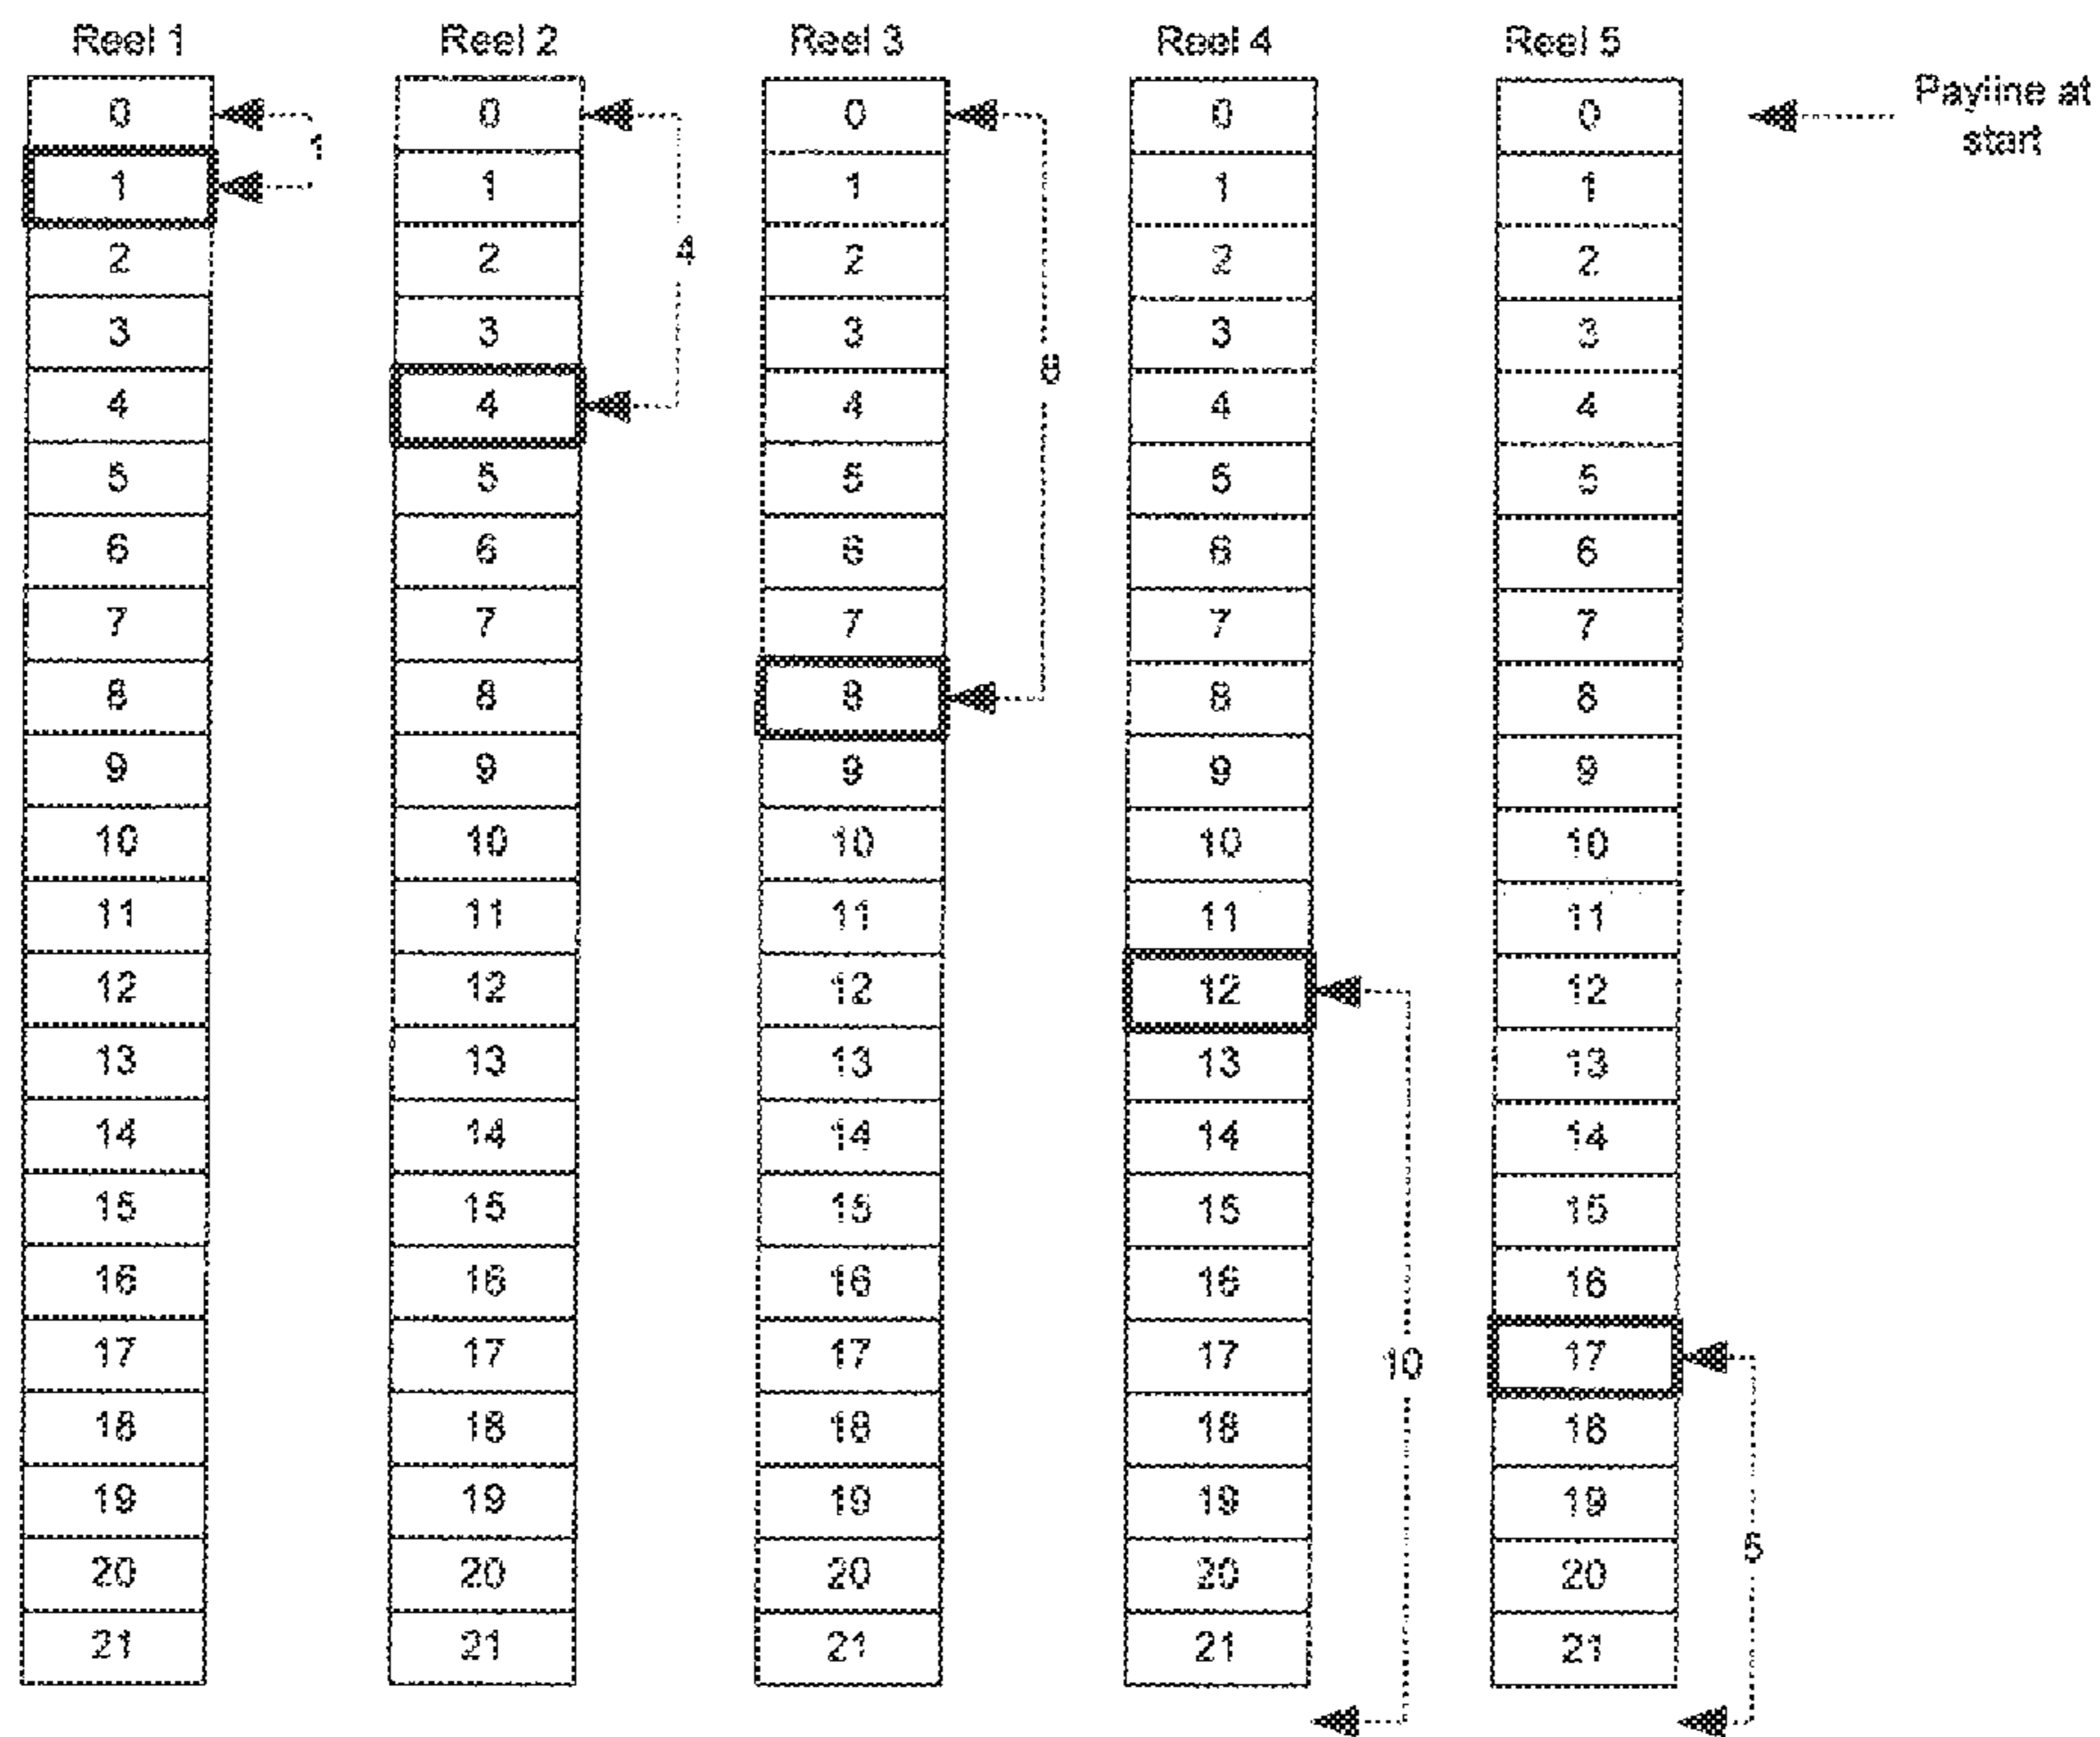 Reel 1 Reel 2 Reel 3 Reel 4 Reel 5
Payline at
start
0 0 0 0 0
1
1 1 1 1 1
2 2 2 2 2
4
3 3 3 3 3
8
4 4 4 4 4
5 5 5 5 5
6 6 6 6 6
7 7 7 7 7
8 8 8 8 8
9 9 9 9 9
10 10 10 10 10
11 11 11 11 11
12 12 12 12 12
13 13 13 13 13
14 14 14 14 14
15 15 15 15 15
16 16 16 16 16
17 17 17 17 17
10
18 18 18 18 18
19 19 19 19 19
5
20 20 20 20 20
21 21 21 21 21